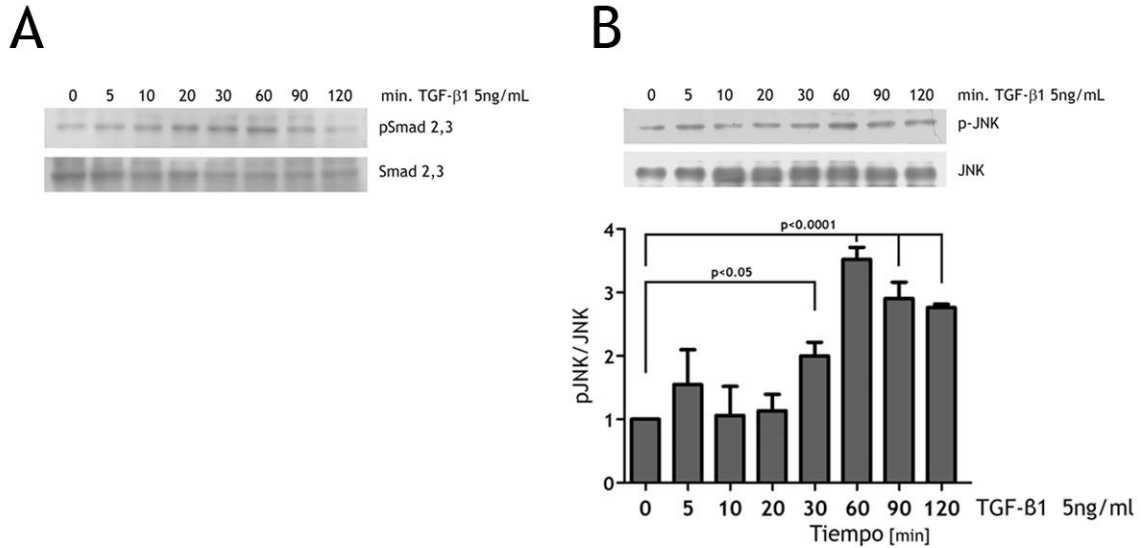 A
0 5 10 20 30 60 90 120 min. TGF-β1 5ng/mL
pSmad 2,3
Smad 2,3
B
0 5 10 20 30 60 90 120 min. TGF-β1 5ng/mL
p-JNK
JNK
p<0.0001
p<0.05
pJNK/JNK
4
3
2
1
0
0 5 10 20 30 60 90 120 TGF-ß1 5ng/ml
Tiempo [min]